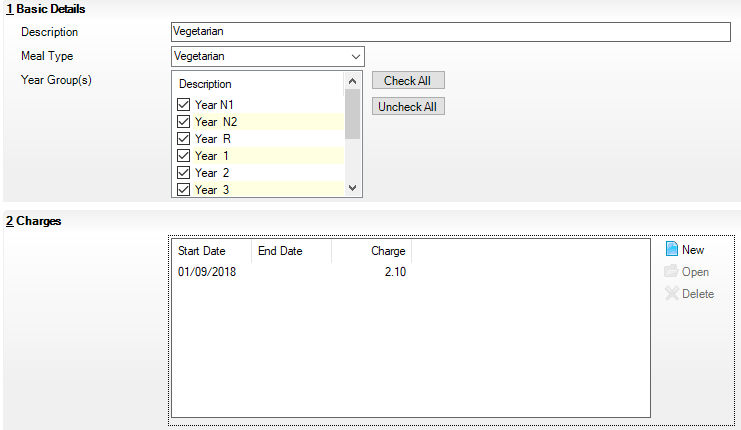 1 Basic Details
Description Vegetarian
Meal Type Vegetarian
Year Group(s) Description Check All
Year N1 Uncheck All
Year N2
Year R
Year 1
Year 2
Year 3
2 Charges
Start Date End Date Charge New
01/09/2018 2.10 Open
Delete